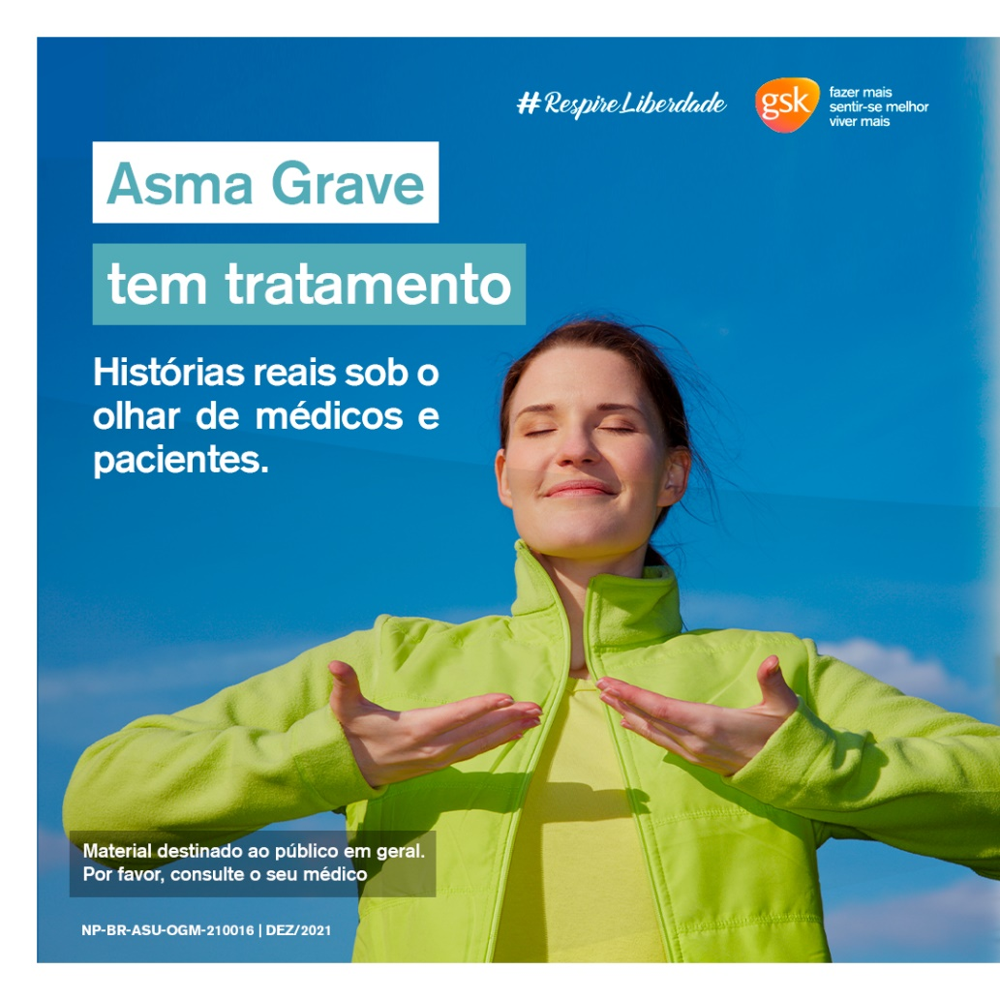 #RespireLiberdade
gsk
fazer mais
sentir-se melhor
viver mais
Asma Grave
tem tratamento
Histórias reais sob o
olhar de médicos e
pacientes.
Material destinado ao público em geral.
Por favor, consulte o seu médico
NP-BR-ASU-OGM-210016 | DEZ/2021